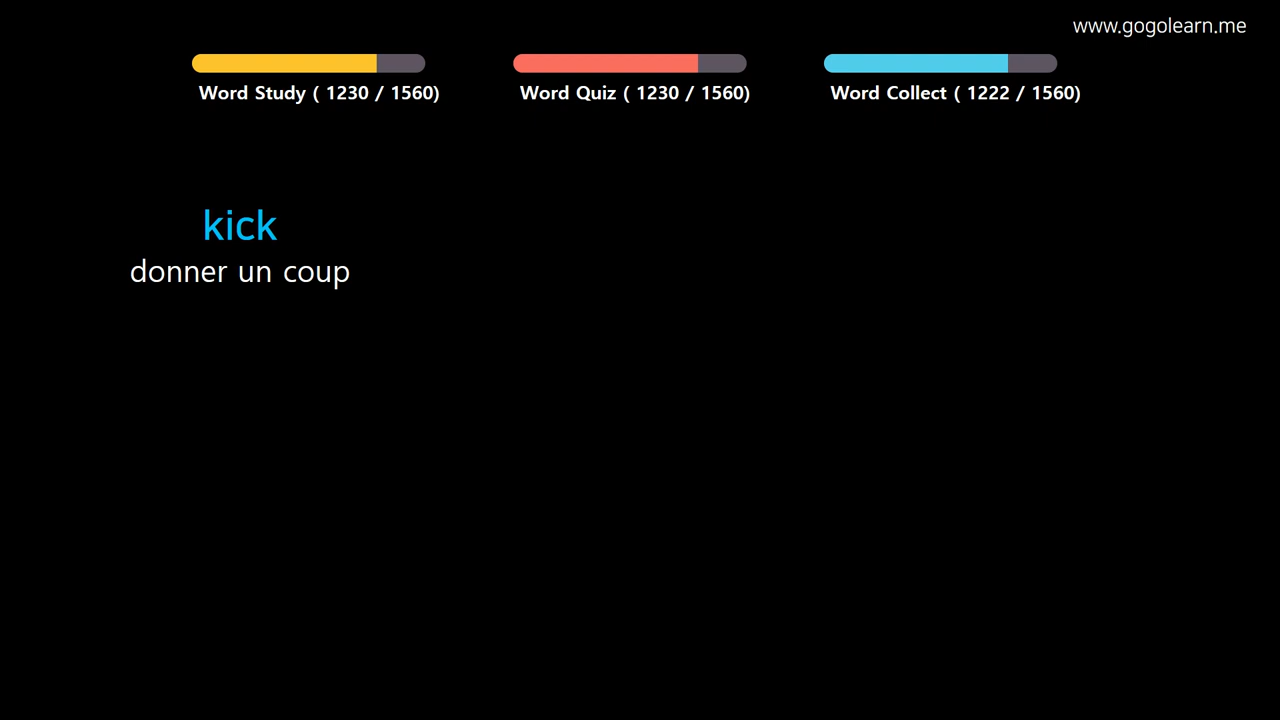 www.gogolearn.me
Word Study ( 1230 / 1560)
Word Quiz ( 1230 / 1560)
Word Collect ( 1222 / 1560)
kick
donner un coup